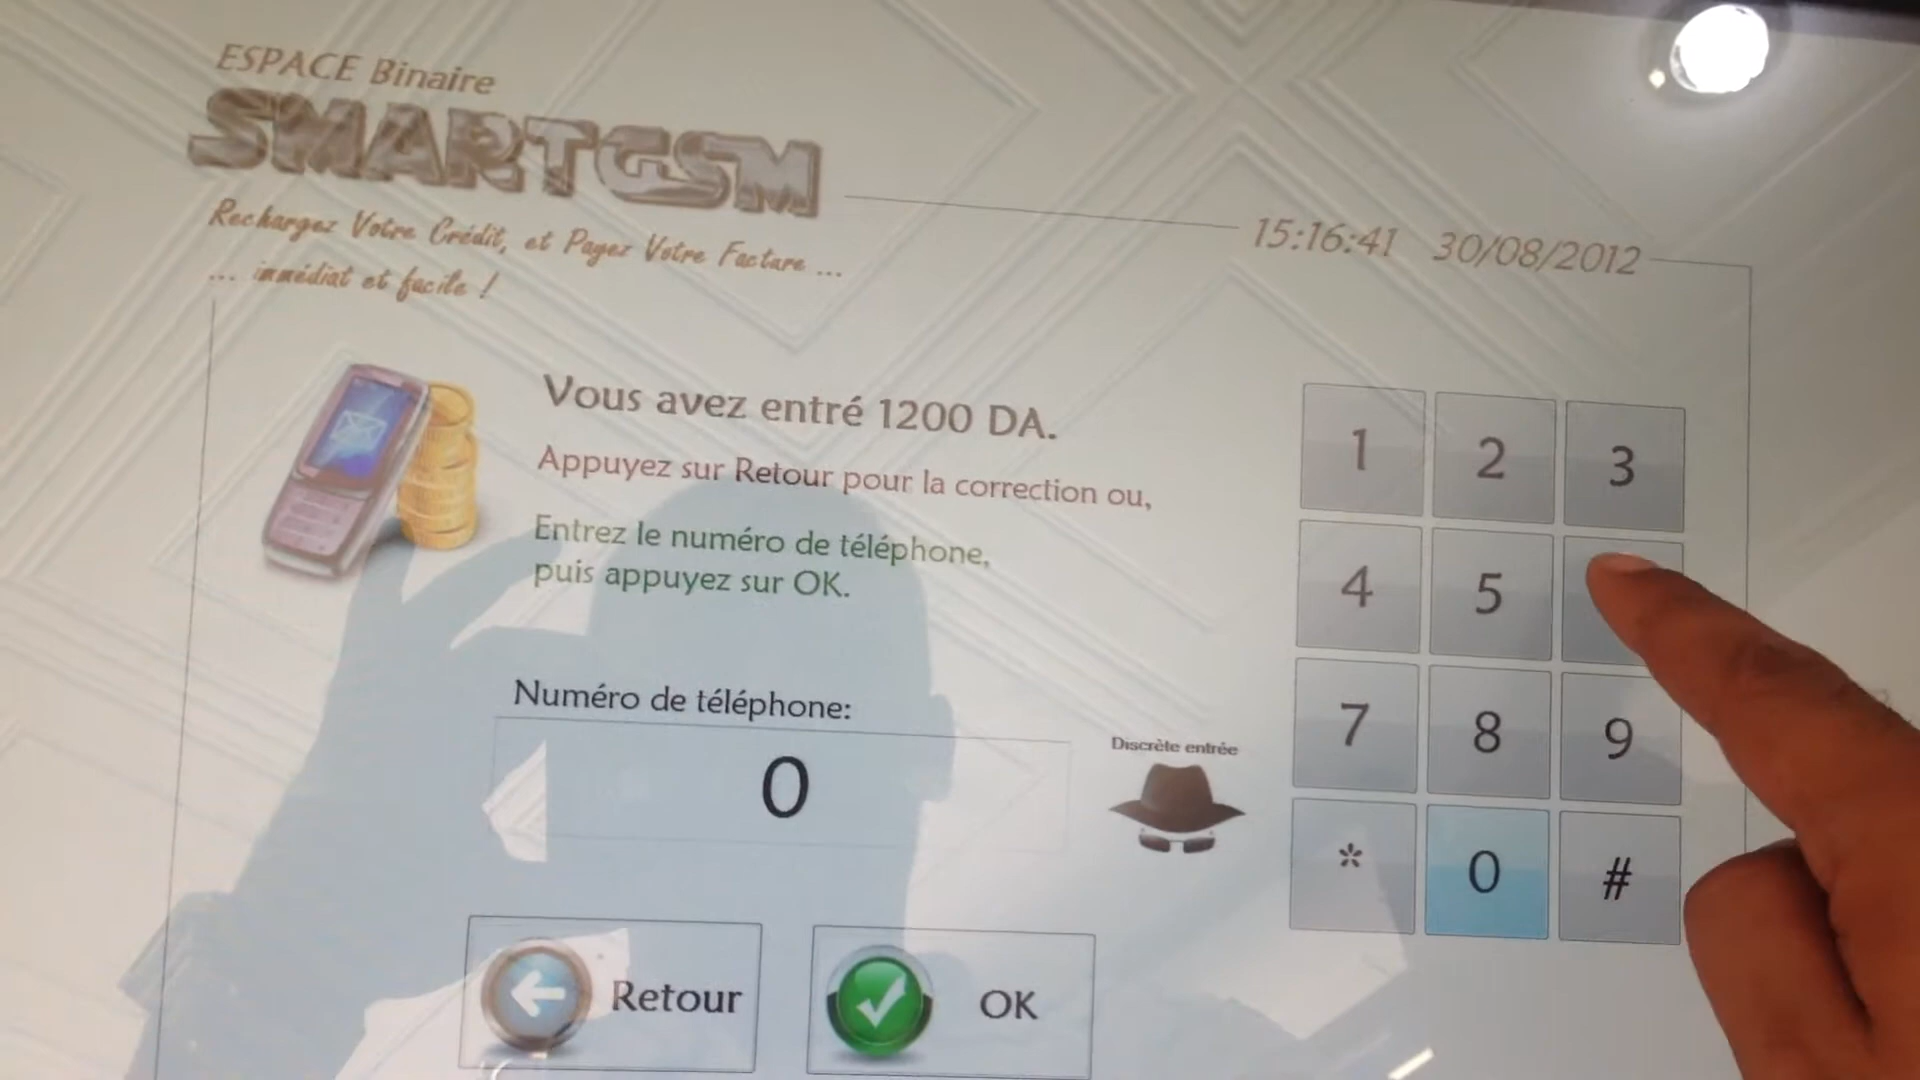 ESPACE Binaire
SMARTGSM
Rechargez Votre Crédit, et Payez Votre Facture ...
... immédiat et facile !
15:16:41 30/08/2012
Vous avez entré 1200 DA.
Appuyez sur Retour pour la correction ou,
Entrez le numéro de téléphone,
puis appuyez sur OK.
Numéro de téléphone:
0
Discrète entrée
Retour
OK
1 2 3
4 5
7 8 9
* 0 #